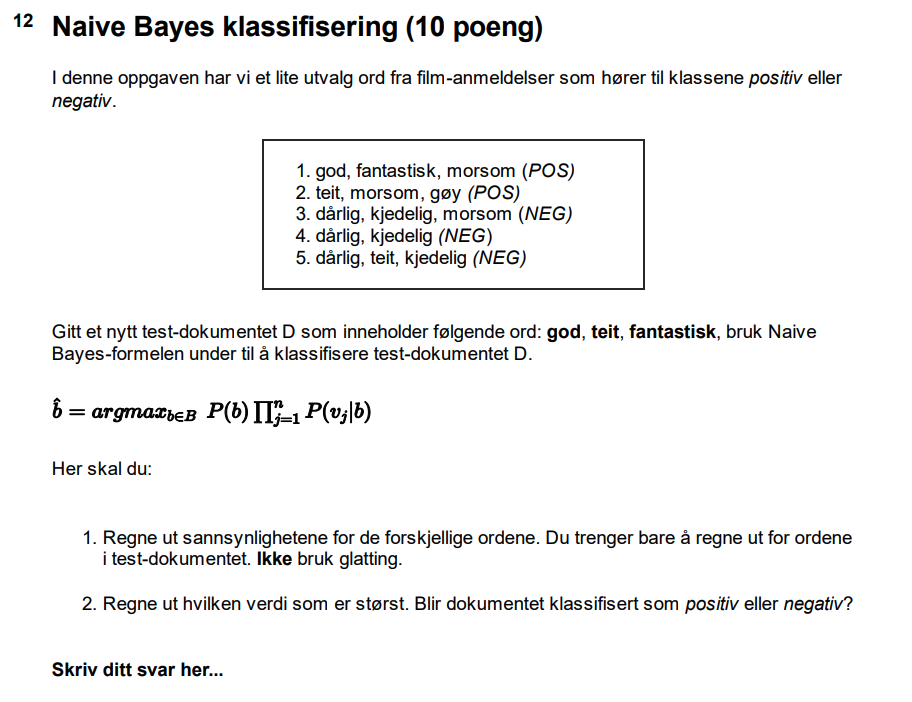 12 Naive Bayes klassifisering (10 poeng)
I denne oppgaven har vi et lite utvalg ord fra film-anmeldelser som hører til klassene positiv eller
negativ.
1. god, fantastisk, morsom (POS)
2. teit, morsom, gøy (POS)
3. dårlig, kjedelig, morsom (NEG)
4. dårlig, kjedelig (NEG)
5. dårlig, teit, kjedelig (NEG)
Gitt et nytt test-dokumentet D som inneholder følgende ord: god, teit, fantastisk, bruk Naive
Bayes-formelen under til å klassifisere test-dokumentet D.
b̂ = argmax_{b∈B} P(b) ∏_{j=1}^{n} P(v_j|b)
Her skal du:
1. Regne ut sannsynlighetene for de forskjellige ordene. Du trenger bare å regne ut for ordene
i test-dokumentet. Ikke bruk glatting.
2. Regne ut hvilken verdi som er størst. Blir dokumentet klassifisert som positiv eller negativ?
Skriv ditt svar her...